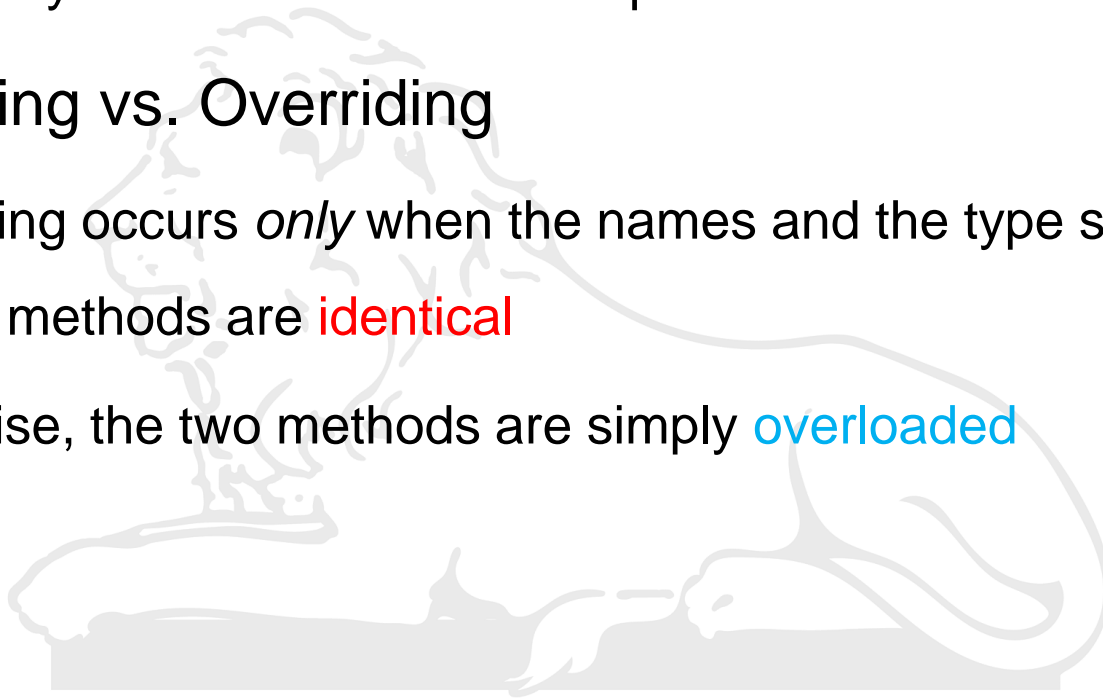 ing vs. Overriding
ing occurs only when the names and the type s
methods are identical
ise, the two methods are simply overloaded